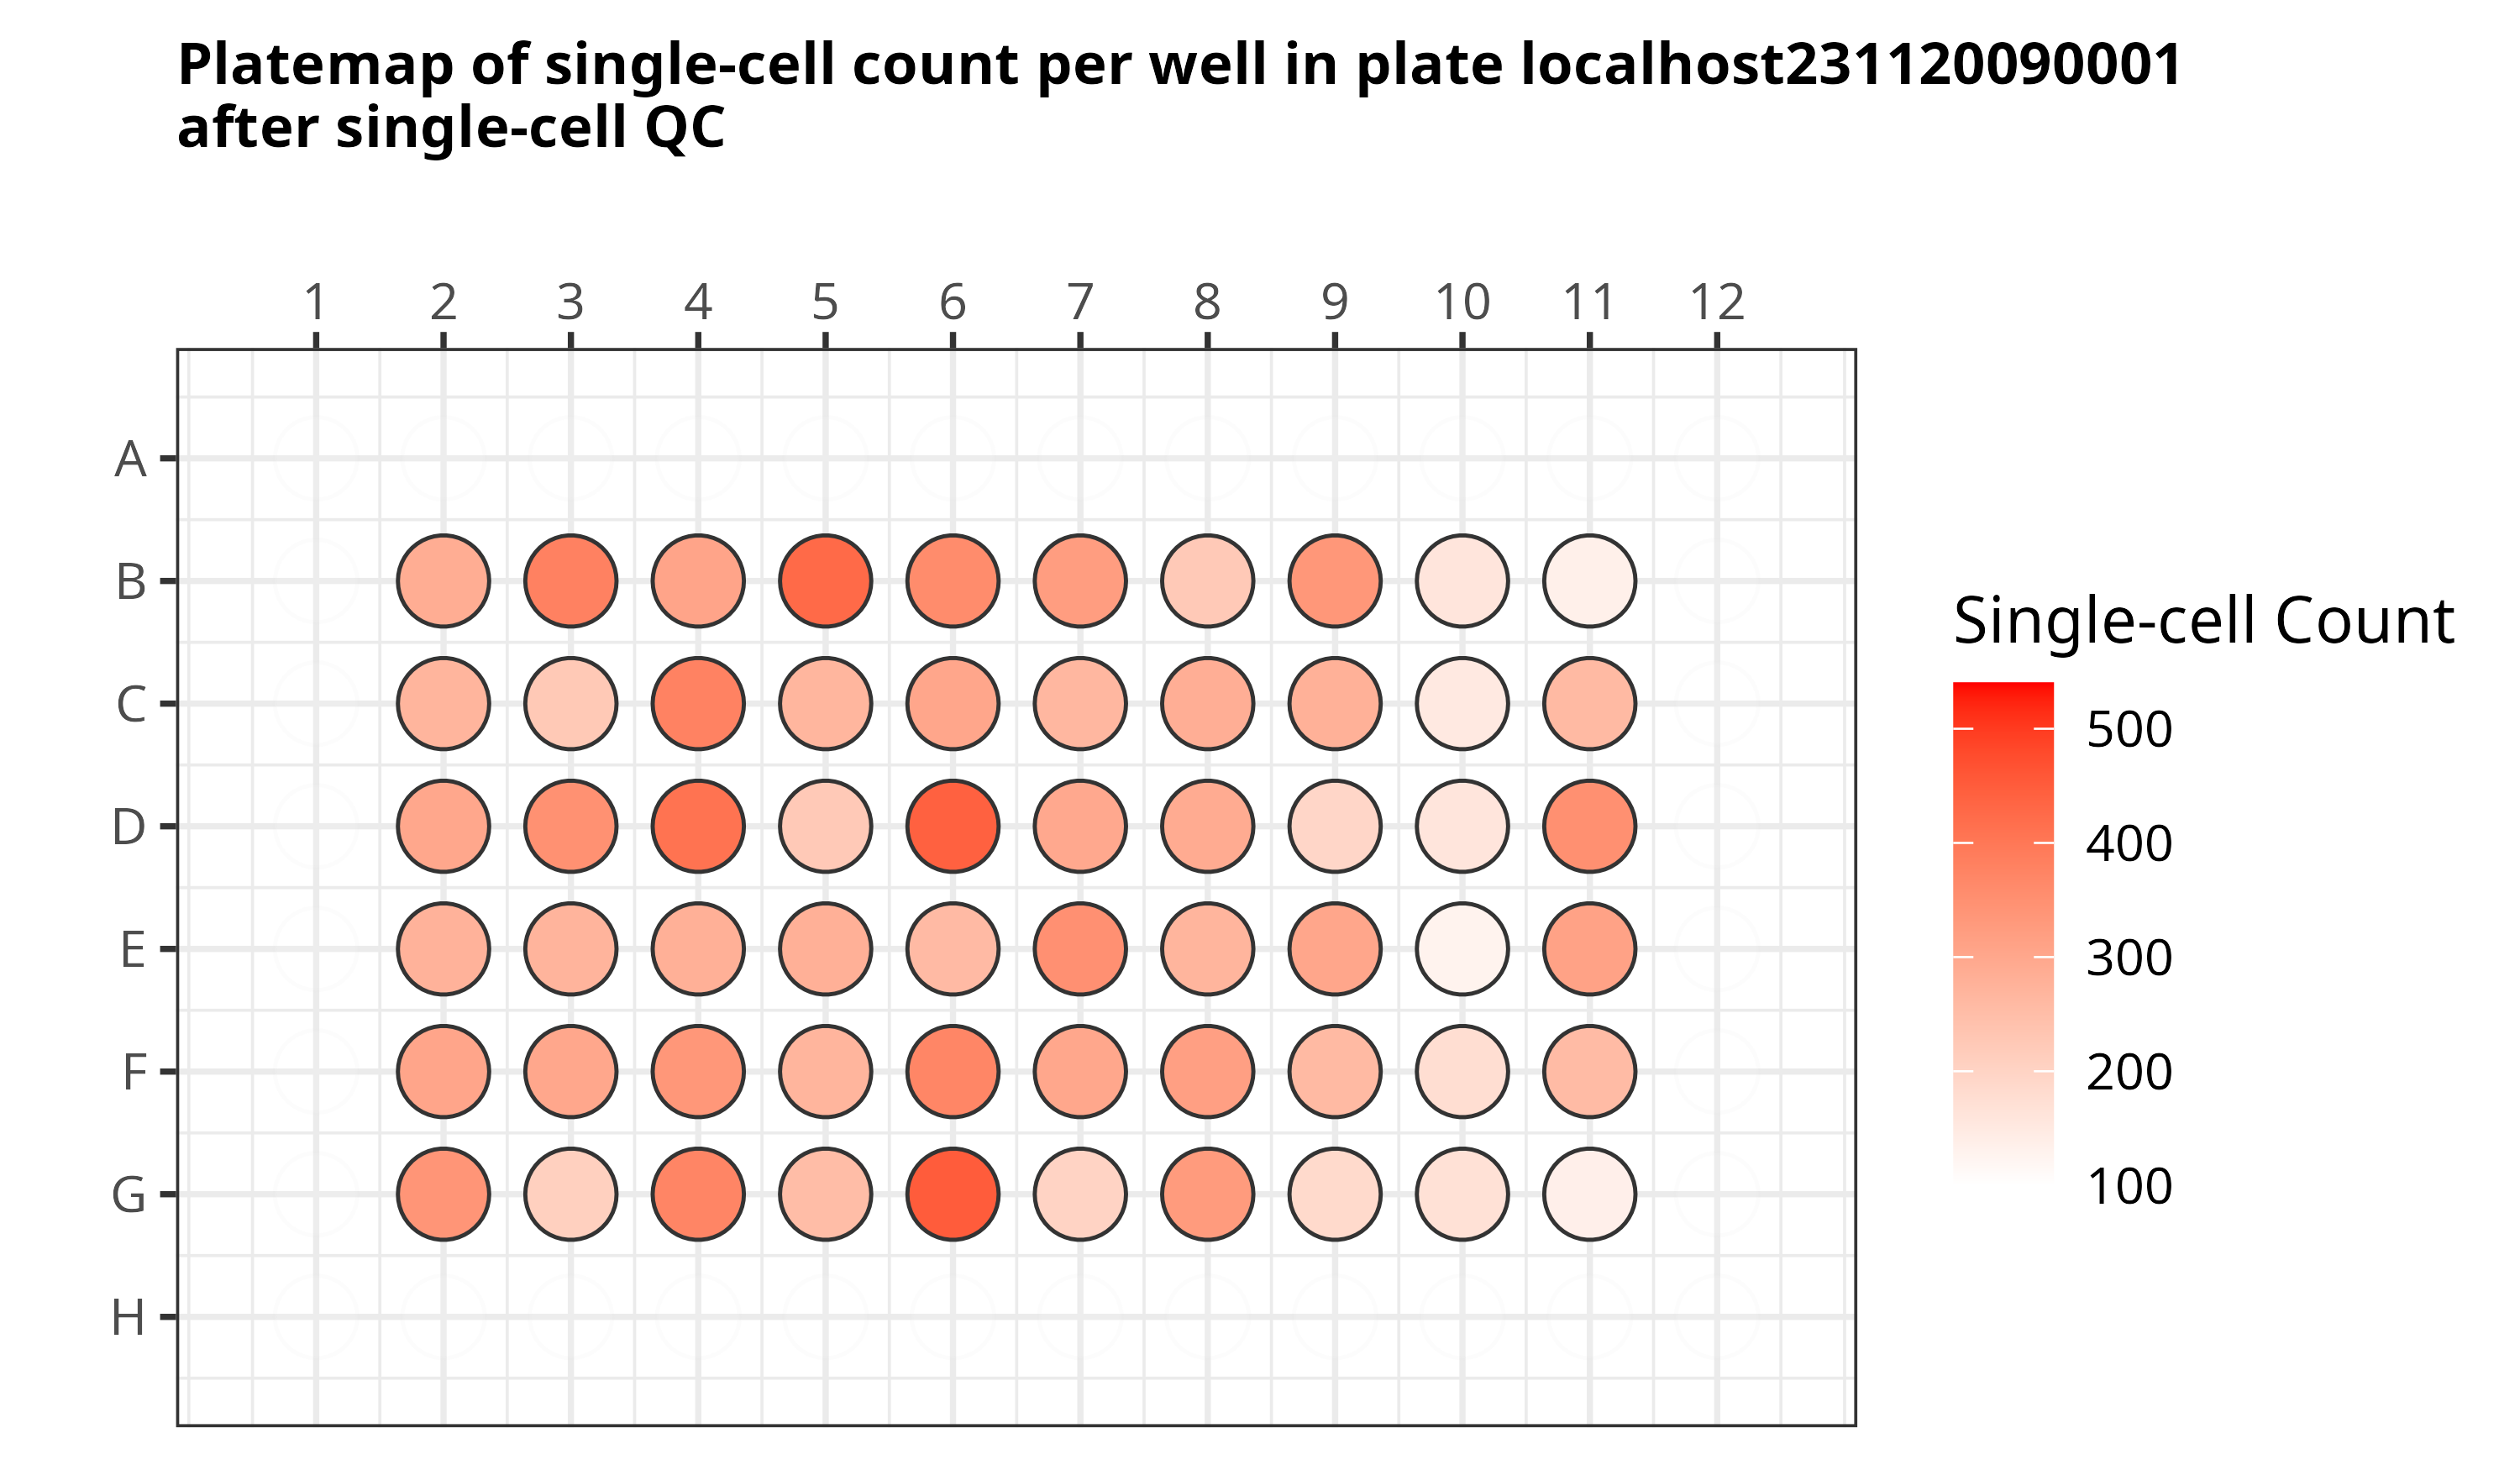 Platemap of single-cell count per well in plate localhost231120090001
after single-cell QC
1 2 3 4 5 6 7 8 9 10 11 12
A
B
C
D
E
F
G
H
Single-cell Count
500
400
300
200
100